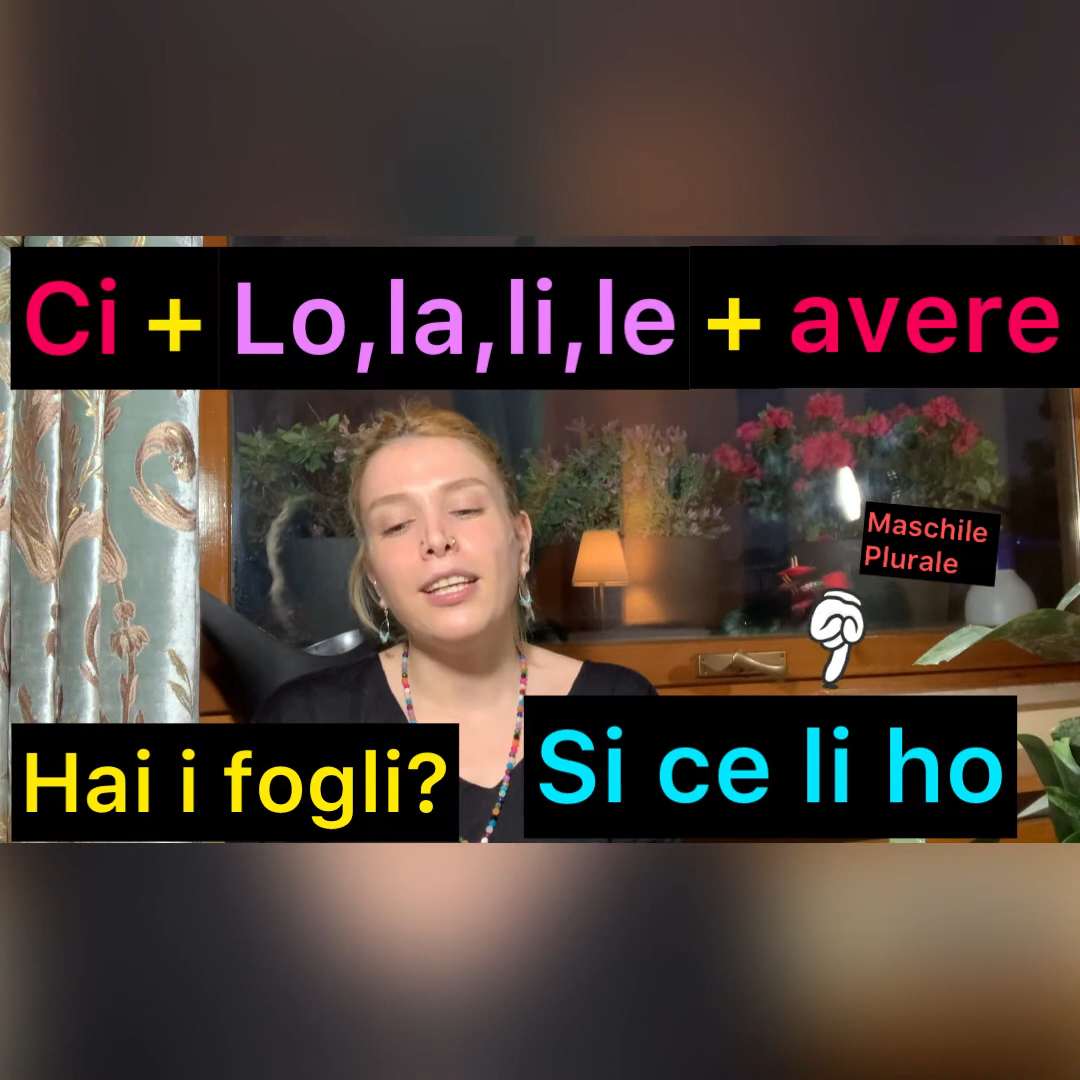 Ci + Lo,la,li,le + avere
Maschile
Plurale
Hai i fogli?
Si ce li ho